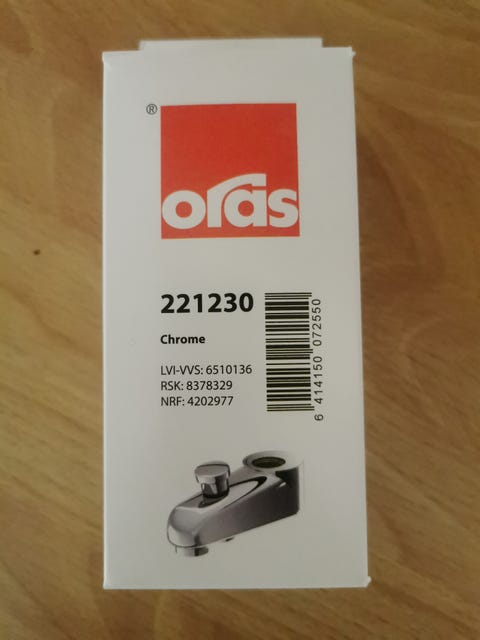 ®
oras
221230
Chrome
LVI-VVS: 6510136
RSK: 8378329
NRF: 4202977
6 414150 072550